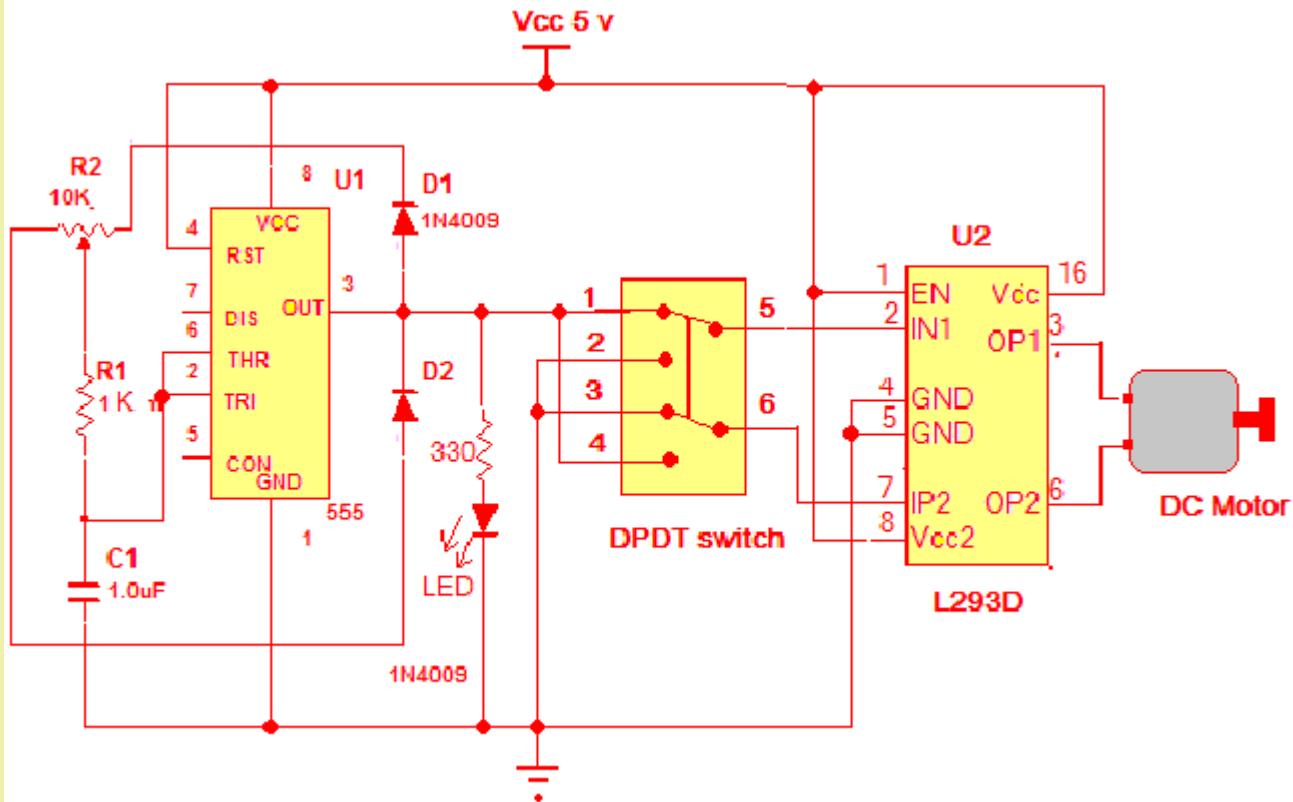 Vcc 5 v
R2
10K
8
U1
D1
1N4009
4
VCC
RST
7
DIS
OUT
3
6
THR
2
TRI
R1
1K
5
CON
GND
555
1
C1
1.0uF
D2
330
LED
1N4009
1
2
3
4
5
6
DPDT switch
U2
1
EN
Vcc
16
2
IN1
OP1
3
4
GND
5
GND
7
IP2
OP2
6
8
Vcc2
L293D
DC Motor